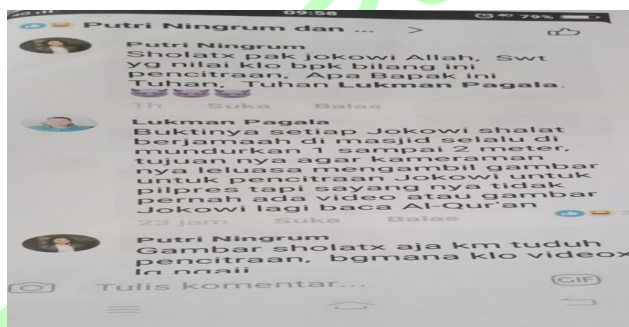 09:58
79%
Putri Ningrum dan ... >
Putri Ningrum
Sholatx pak jokowi Allah, Swt
yg nilai klo bpk bilang ini
pencitraan, Apa Bapak ini
Tuhan, Tuhan Lukman Pagala.
1h Suka Balas
Lukman Pagala
Buktinya setiap Jokowi shalat
berjamaah di masjid selalu di
mundurkan 1 sampai 2 meter,
tujuan nya agar kameraman
nya leluasa mengambil gambar
untuk pencitraan Jokowi untuk
pilpres tapi sayang nya tidak
pernah ada video atau gambar
Jokowi lagi baca Al-Qur'an
23 jam Suka Balas
Putri Ningrum
Gambar sholatx aja km tuduh
pencitraan, bgmana klo videox
lg ngaji
Tulis komentar...
GIF